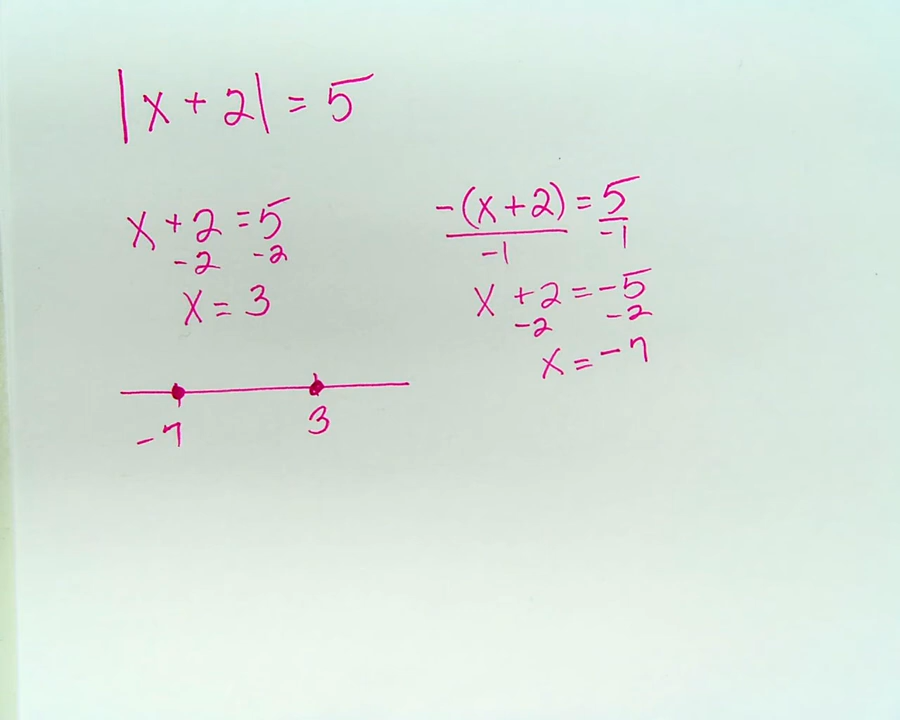 |x + 2| = 5
x + 2 = 5
-2 -2
x = 3
-(x + 2) = 5
-1 -1
x + 2 = -5
-2 -2
x = -7
-7 3